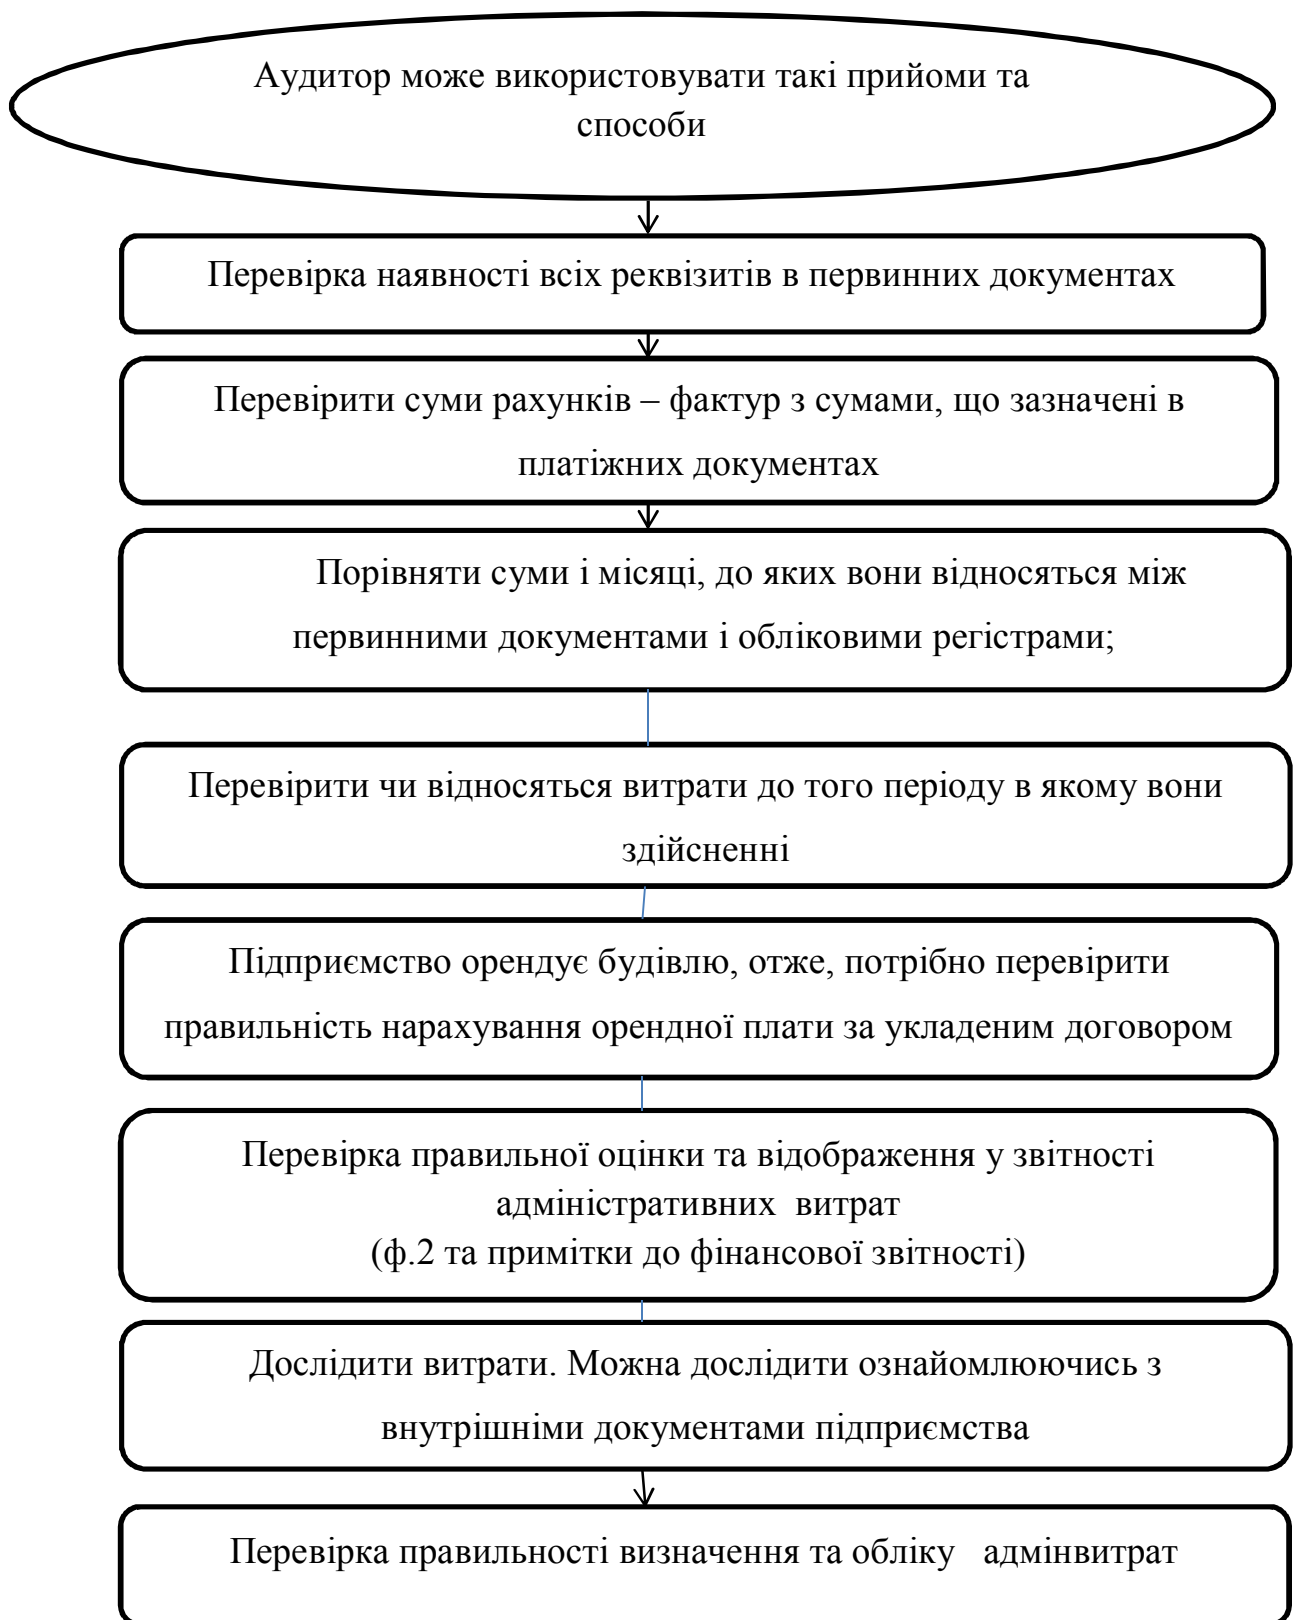 Аудитор може використовувати такі прийоми та
способи
Перевірка наявності всіх реквізитів в первинних документах
Перевірити суми рахунків – фактур з сумами, що зазначені в
платіжних документах
Порівняти суми і місяці, до яких вони відносяться між
первинними документами і обліковими регістрами;
Перевірити чи відносяться витрати до того періоду в якому вони
здійсненні
Підприємство орендує будівлю, отже, потрібно перевірити
правильність нарахування орендної плати за укладеним договором
Перевірка правильної оцінки та відображення у звітності
адміністративних витрат
(ф.2 та примітки до фінансової звітності)
Дослідити витрати. Можна дослідити ознайомлюючись з
внутрішніми документами підприємства
Перевірка правильності визначення та обліку адмінвитрат